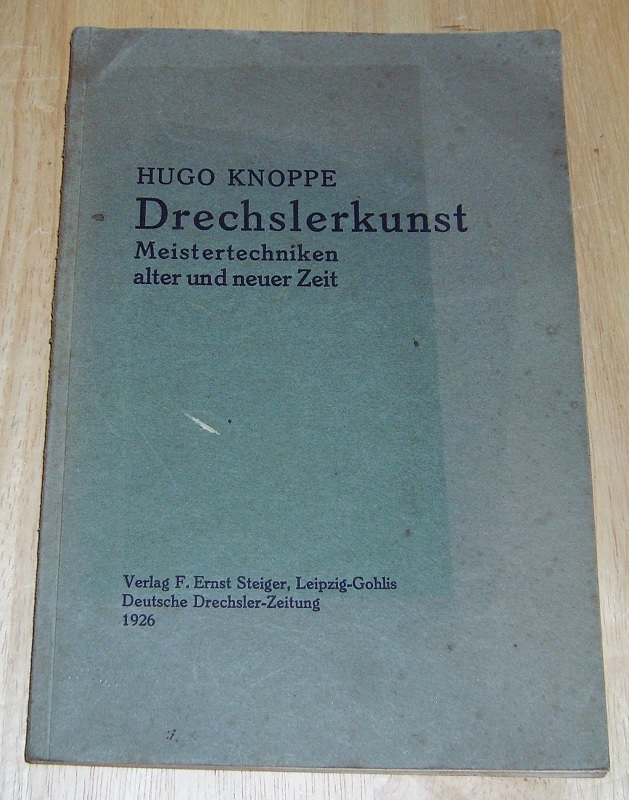 HUGO KNOPPE
Drechslerkunst
Meistertechniken
alter und neuer Zeit
Verlag F. Ernst Steiger, Leipzig-Gohlis
Deutsche Drechsler-Zeitung
1926